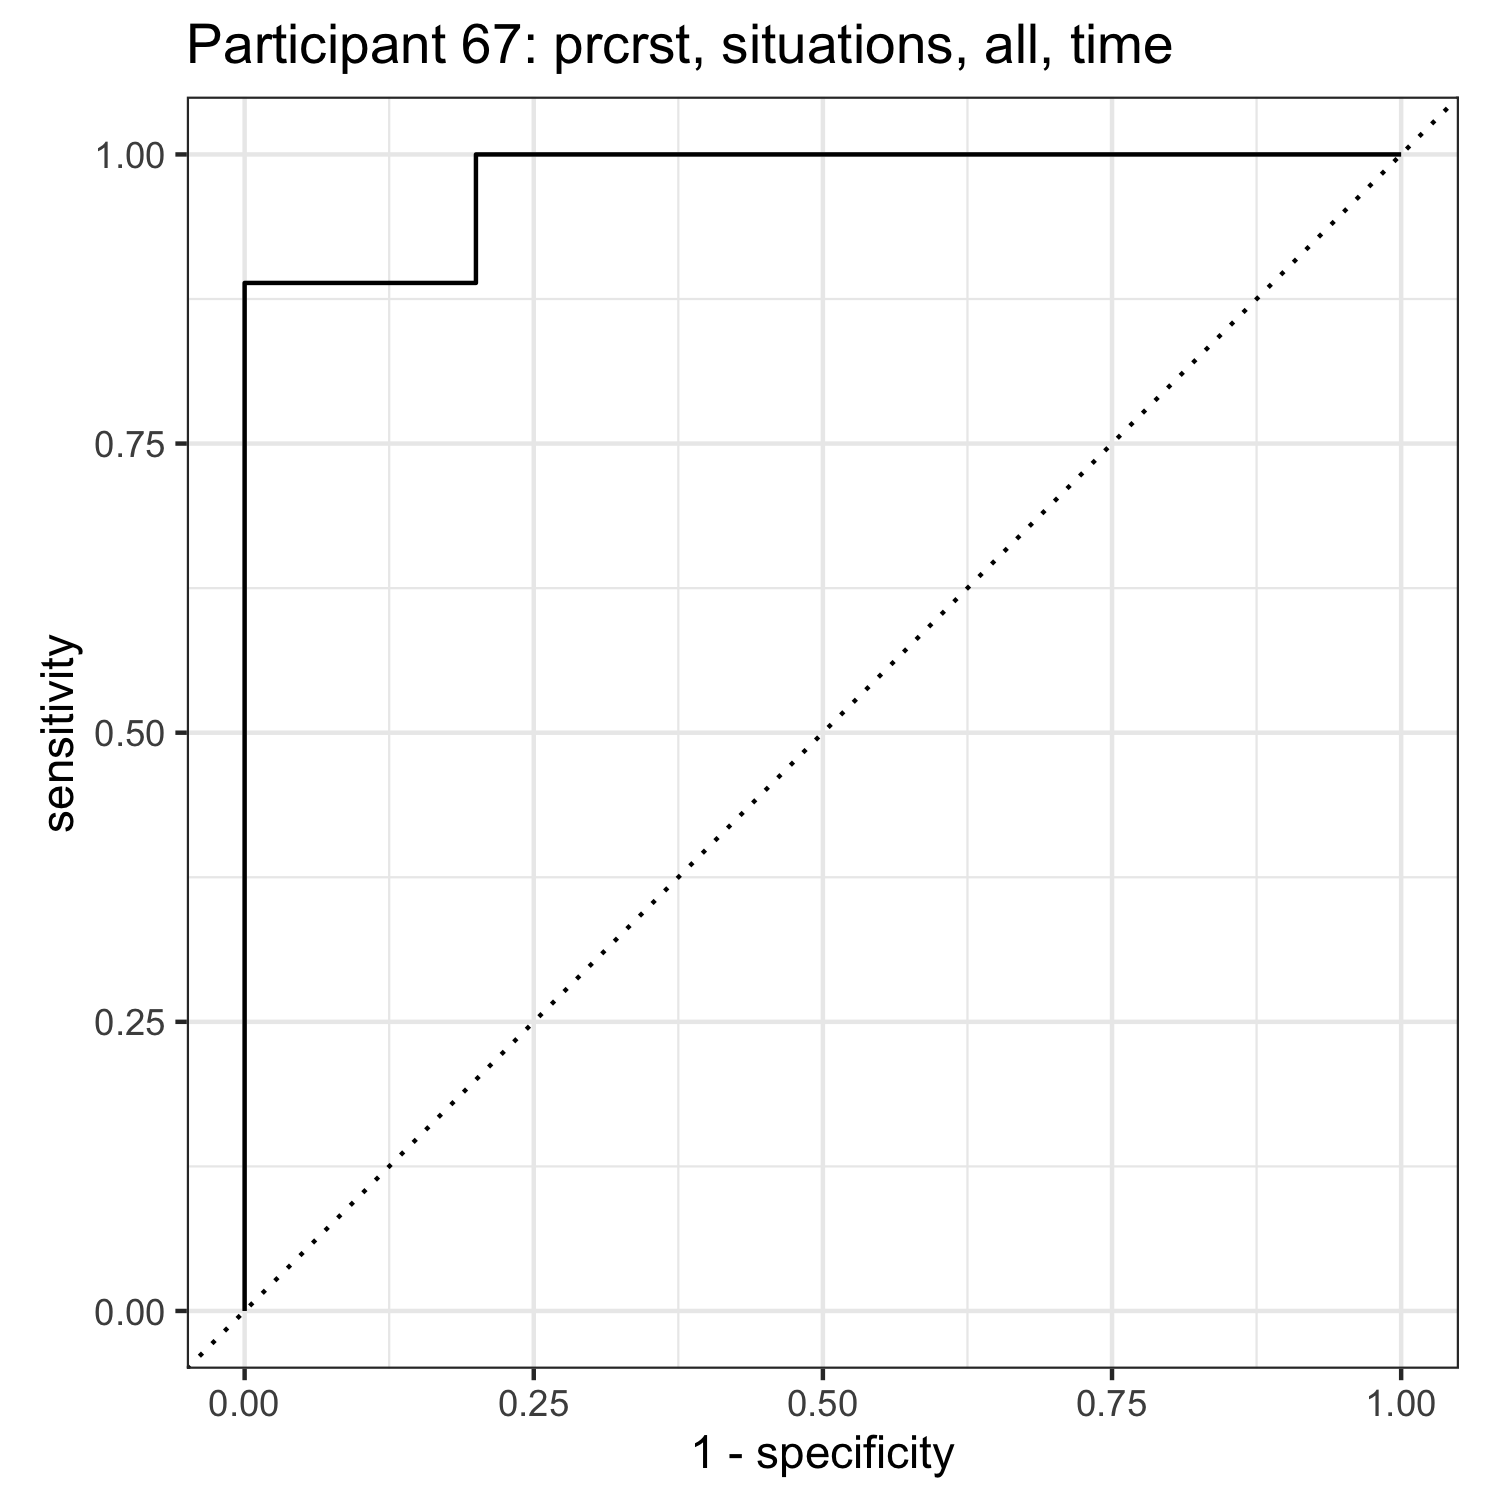 Participant 67: prcrst, situations, all, time
1.00
0.75
0.50
0.25
0.00
sensitivity
0.00 0.25 0.50 0.75 1.00
1 - specificity